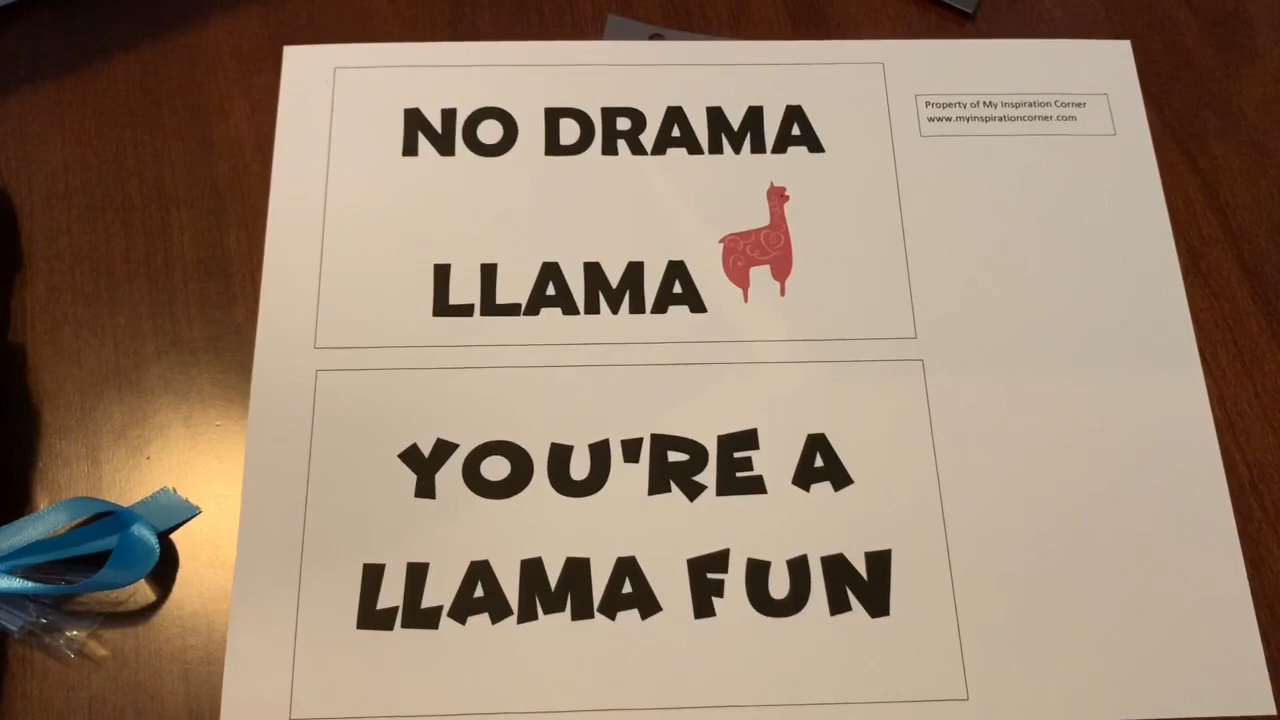 NO DRAMA
LLAMA
Property of My Inspiration Corner
www.myinspirationcorner.com
YOU'RE A
LLAMA FUN